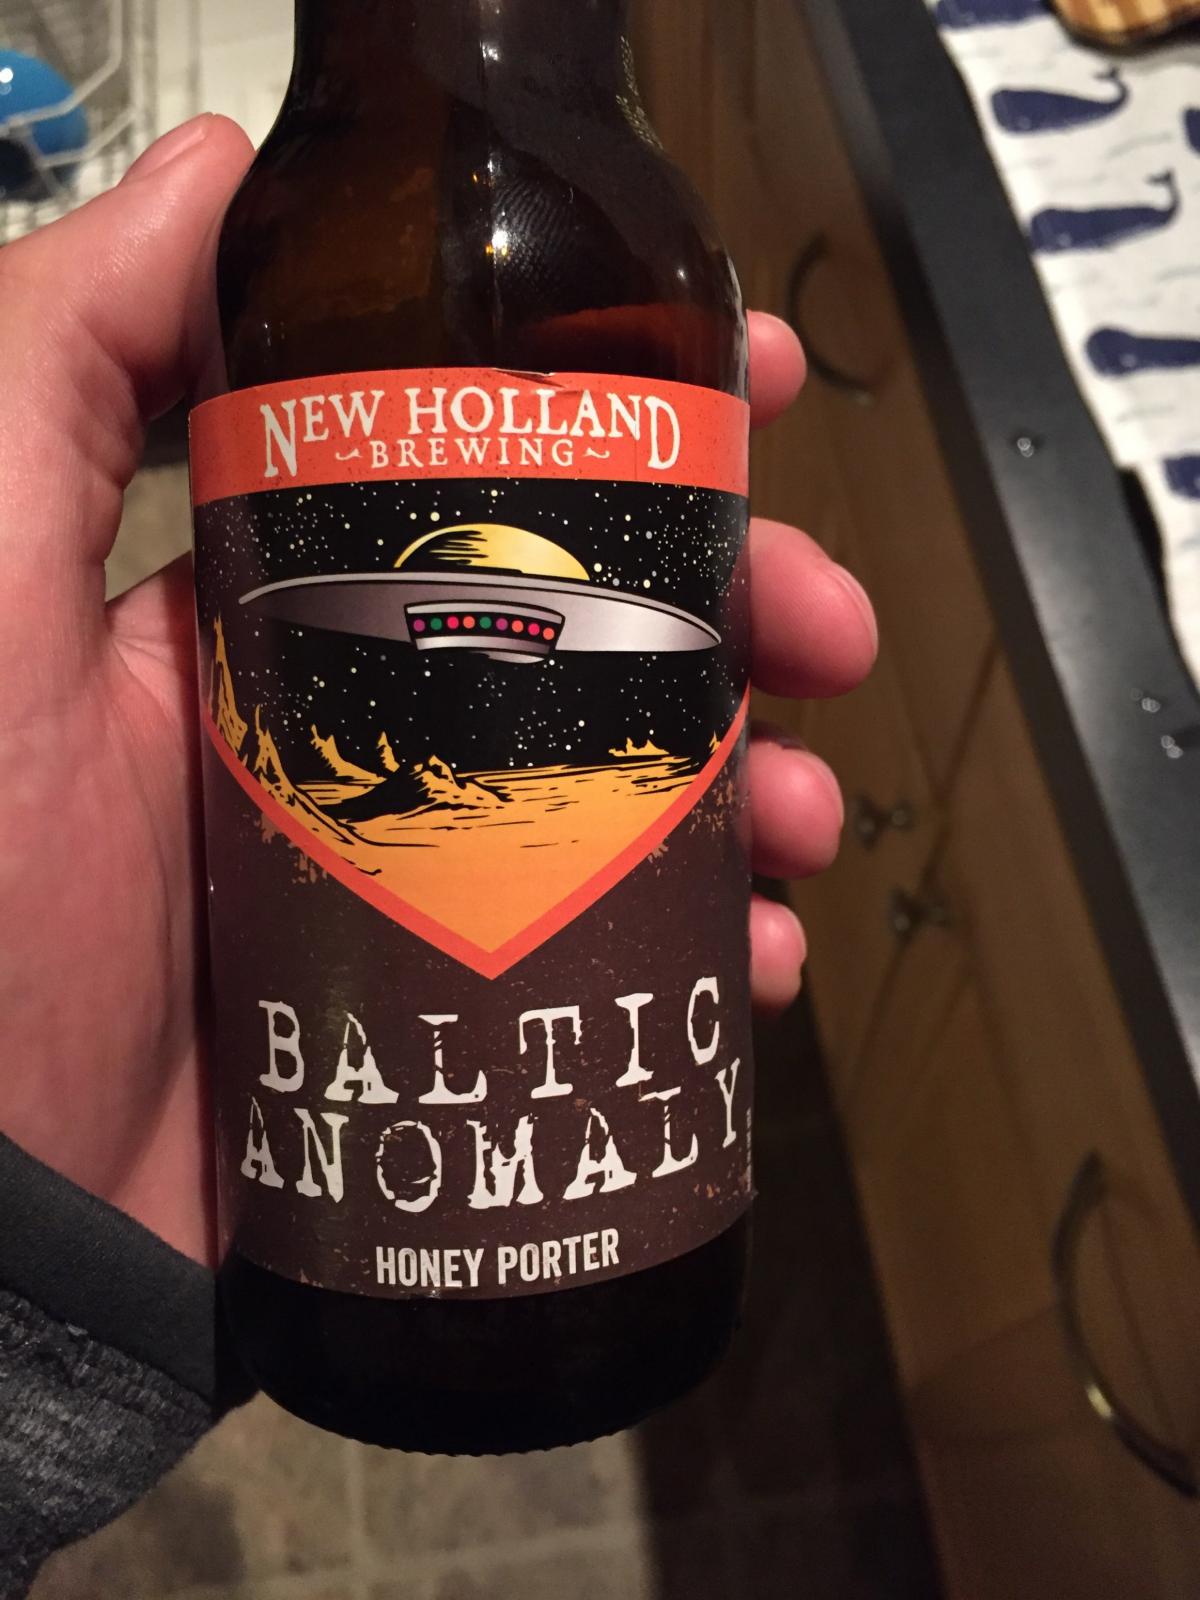 NEW HOLLAND
~BREWING~
BALTIC
ANOMALY
HONEY PORTER